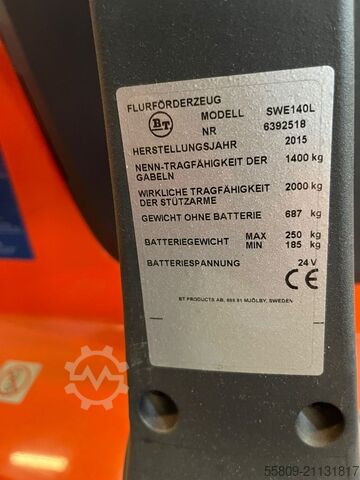 FLURFÖRDERZEUG
BT
MODELL SWE140L
NR 6392518
HERSTELLUNGSJAHR 2015
NENN-TRAGFÄHIGKEIT DER GABELN 1400 kg
WIRKLICHE TRAGFÄHIGKEIT DER STÜTZARME 2000 kg
GEWICHT OHNE BATTERIE 687 kg
BATTERIEGEWICHT MAX 250 kg
MIN 185 kg
BATTERIESPANNUNG 24 V
CE
BT PRODUCTS AB, 595 81 MJÖLBY, SWEDEN
55809-21131817